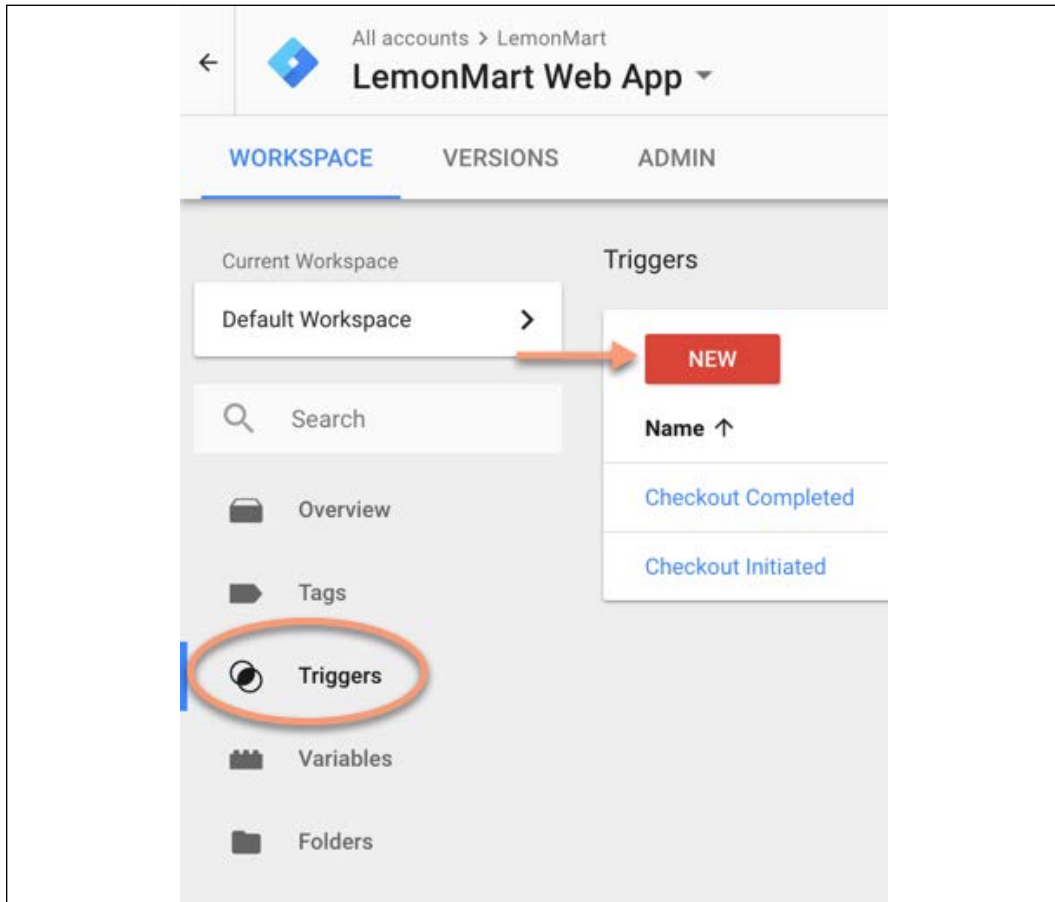 All accounts > LemonMart
LemonMart Web App
WORKSPACE VERSIONS ADMIN
Current Workspace
Default Workspace
Search
Overview
Tags
Triggers
Variables
Folders
Triggers
NEW
Name
Checkout Completed
Checkout Initiated